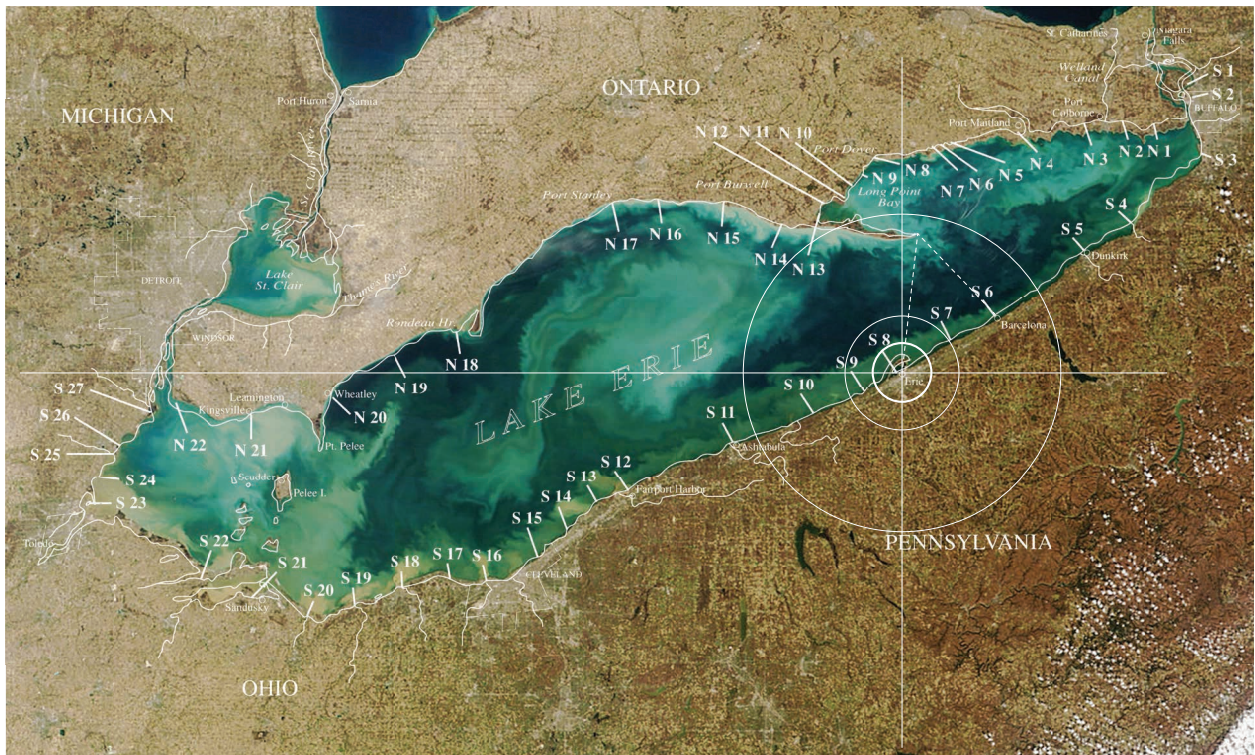 St. Catharines
Niagara
Falls
Welland
Canal
S 1
S 2
BUFFALO
ONTARIO
MICHIGAN
Port Huron
Sarnia
St. Clair River
N 12
N 11
N 10
Port Dover
Port Maitland
Port
Colborne
N 1
N 2
N 3
N 4
N 5
N 6
N 7
N 8
N 9
Long Point
Bay
S 3
S 4
S 5
Dunkirk
Port Burwell
Port Stanley
N 13
N 14
N 15
N 16
N 17
DETROIT
Lake
St. Clair
Thames River
WINDSOR
Rondeau Hr.
N 18
N 19
N 20
Wheatley
Leamington
Kingsville
N 21
N 22
Pt. Pelee
LAKE ERIE
S 6
Barcelona
S 7
S 8
Erie
S 9
S 10
S 11
Ashtabula
S 12
Fairport Harbor
S 13
S 14
S 15
CLEVELAND
S 16
S 17
S 18
S 19
S 20
S 21
Sandusky
S 22
Scudder
Pelee I.
S 23
Toledo
S 24
S 25
S 26
S 27
PENNSYLVANIA
OHIO